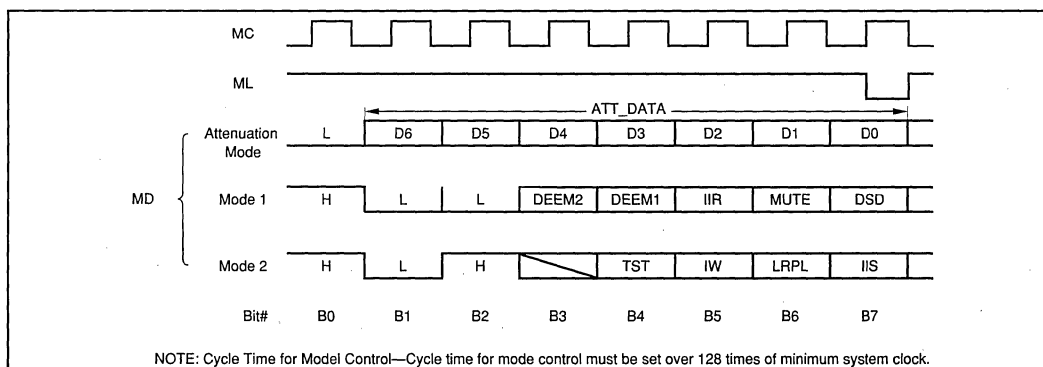 MC
ML
ATT_DATA
Attenuation Mode L D6 D5 D4 D3 D2 D1 D0
MD
Mode 1 H L L DEEM2 DEEM1 IIR MUTE DSD
Mode 2 H L H TST IW LRPL IIS
Bit# B0 B1 B2 B3 B4 B5 B6 B7
NOTE: Cycle Time for Model Control—Cycle time for mode control must be set over 128 times of minimum system clock.